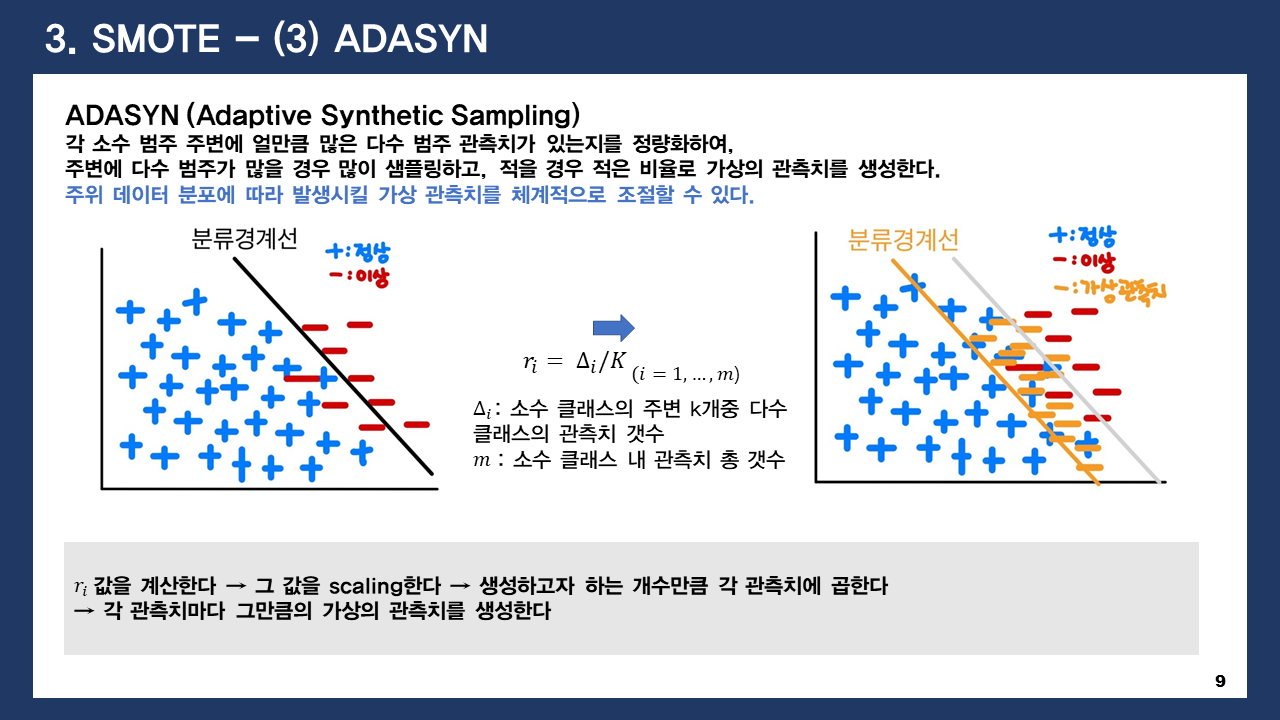 3. SMOTE – (3) ADASYN
ADASYN (Adaptive Synthetic Sampling)
각 소수 범주 주변에 얼만큼 많은 다수 범주 관측치가 있는지를 정량화하여,
주변에 다수 범주가 많을 경우 많이 샘플링하고, 적을 경우 적은 비율로 가상의 관측치를 생성한다.
주위 데이터 분포에 따라 발생시킬 가상 관측치를 체계적으로 조절할 수 있다.
분류경계선
+ : 정상
- : 이상
rᵢ = Δᵢ/K (i = 1, … , m)
Δᵢ : 소수 클래스의 주변 k개중 다수
클래스의 관측치 갯수
m : 소수 클래스 내 관측치 총 갯수
분류경계선
+ : 정상
- : 이상
- : 가상관측치
rᵢ 값을 계산한다 → 그 값을 scaling한다 → 생성하고자 하는 개수만큼 각 관측치에 곱한다
→ 각 관측치마다 그만큼의 가상의 관측치를 생성한다
9